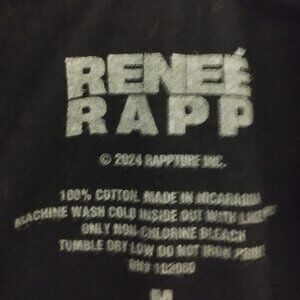 RENEÉ
RAPP
© 2024 RAPPTURE INC.
100% COTTON. MADE IN NICARAGUA
MACHINE WASH COLD INSIDE OUT WITH LIKE
ONLY NON-CHLORINE BLEACH
TUMBLE DRY LOW DO NOT IRON PRINT
M